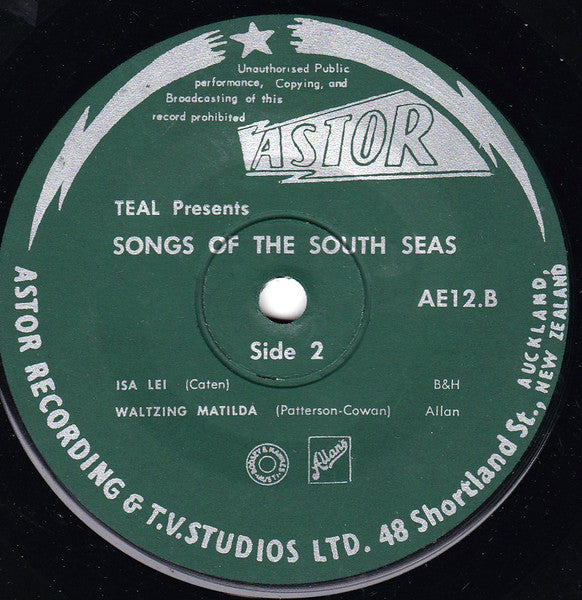 Unauthorised Public
performance, Copying, and
Broadcasting of this
record prohibited
ASTOR
TEAL Presents
SONGS OF THE SOUTH SEAS
AE12.B
Side 2
ISA LEI (Caten) B&H
WALTZING MATILDA (Patterson-Cowan) Allan
BOOSEY & HAWKES
Allans
ASTOR RECORDING & T.V. STUDIOS LTD. 48 Shortland St., AUCKLAND,
NEW ZEALAND